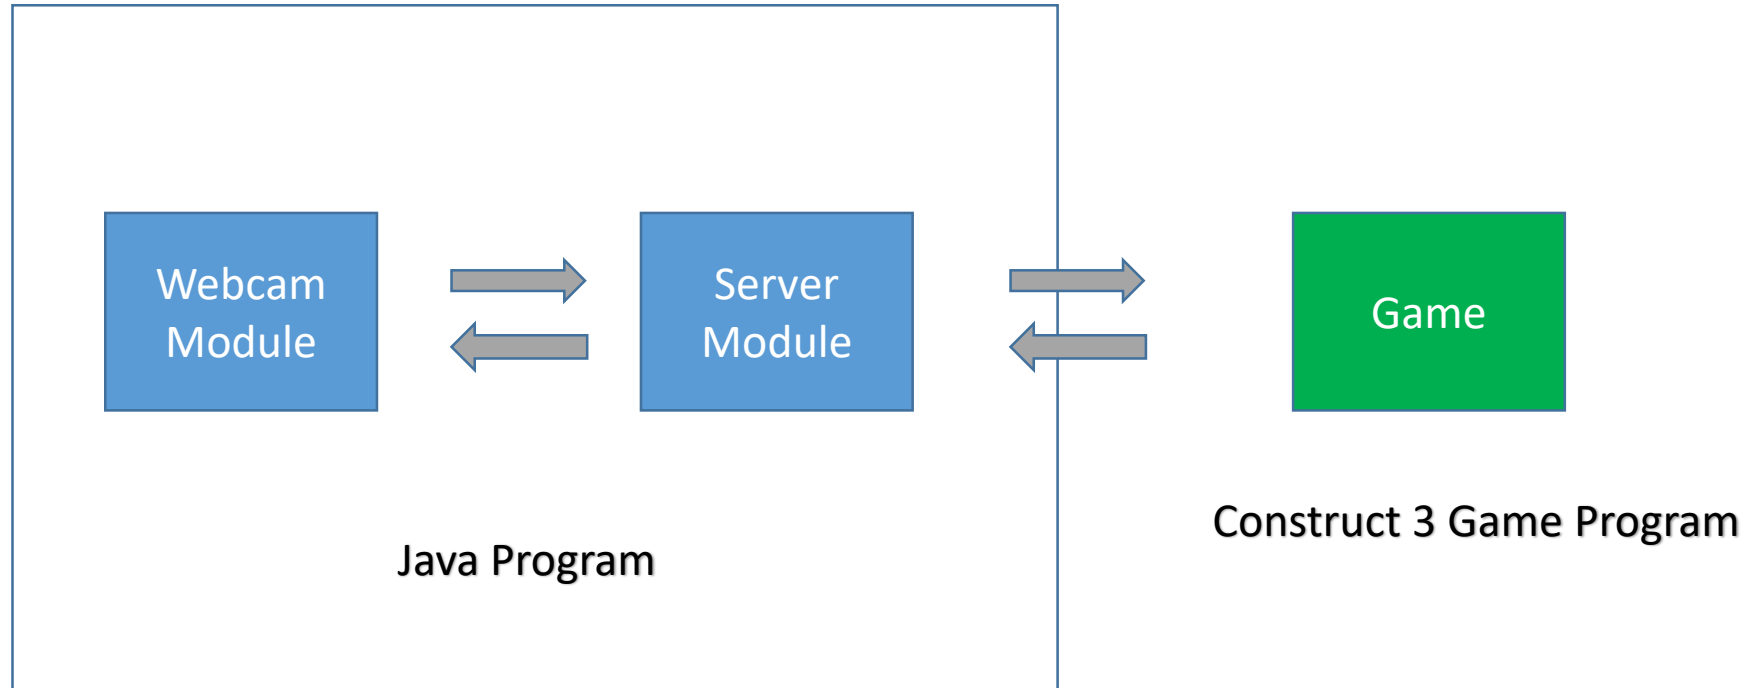 Webcam
Module
Server
Module
Game
Construct 3 Game Program
Java Program